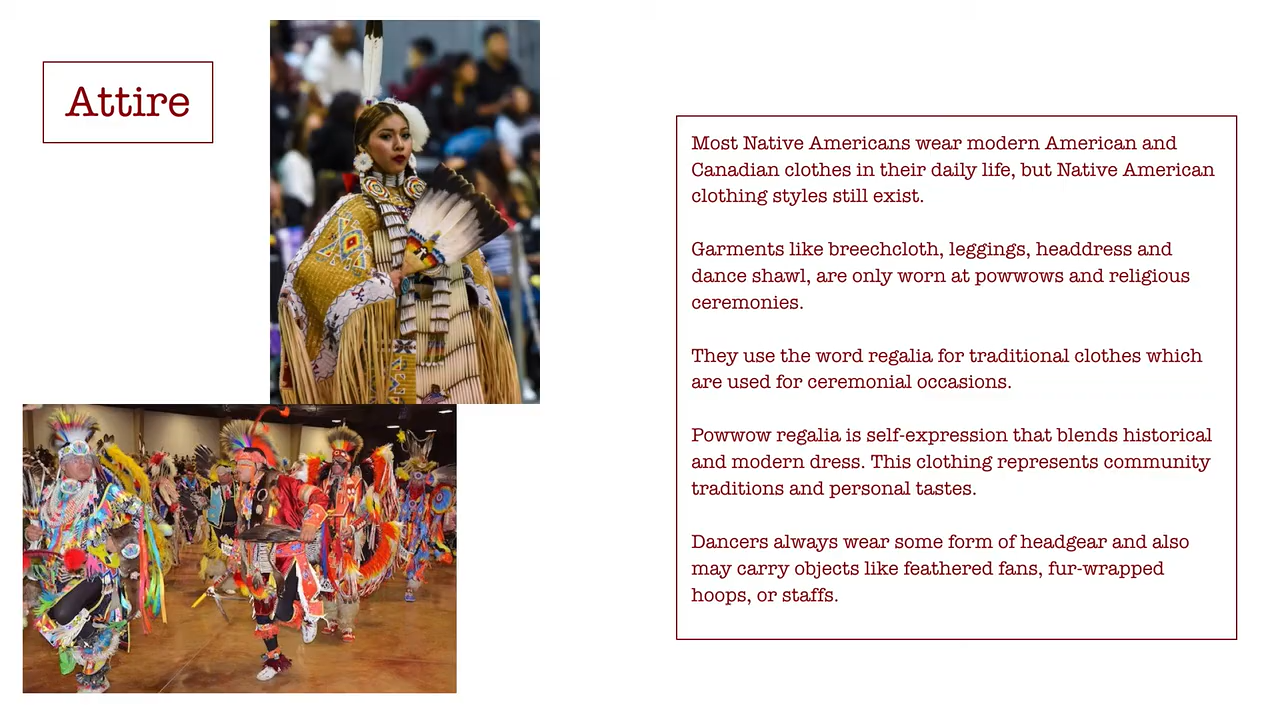 Attire
Most Native Americans wear modern American and
Canadian clothes in their daily life, but Native American
clothing styles still exist.
Garments like breechcloth, leggings, headdress and
dance shawl, are only worn at powwows and religious
ceremonies.
They use the word regalia for traditional clothes which
are used for ceremonial occasions.
Powwow regalia is self-expression that blends historical
and modern dress. This clothing represents community
traditions and personal tastes.
Dancers always wear some form of headgear and also
may carry objects like feathered fans, fur-wrapped
hoops, or staffs.